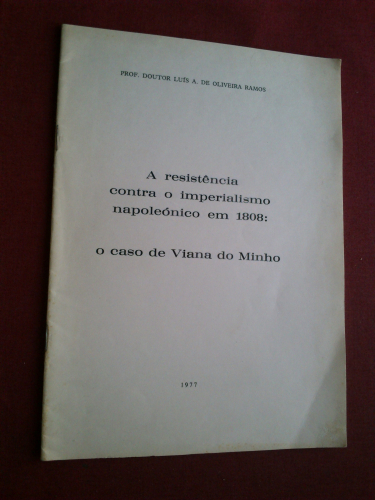 PROF. DOUTOR LUÍS A. DE OLIVEIRA RAMOS
A resistência
contra o imperialismo
napoleónico em 1808:
o caso de Viana do Minho
1977